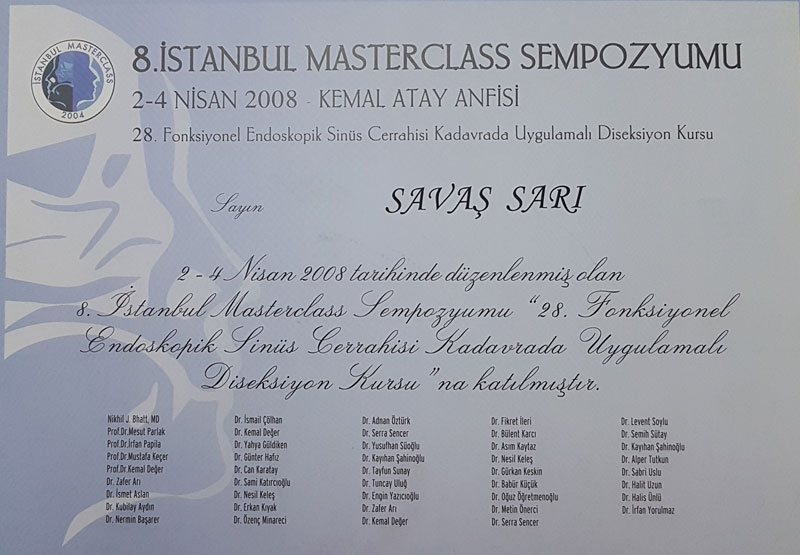 İSTANBUL MASTERCLASS
2004
8.İSTANBUL MASTERCLASS SEMPOZYUMU
2-4 NİSAN 2008 - KEMAL ATAY ANFİSİ
28. Fonksiyonel Endoskopik Sinüs Cerrahisi Kadavrada Uygulamalı Diseksiyon Kursu
Sayın SAVAŞ SARI
2 - 4 Nisan 2008 tarihinde düzenlenmiş olan
8. İstanbul Masterclass Sempozyumu "28. Fonksiyonel
Endoskopik Sinüs Cerrahisi Kadavrada Uygulamalı
Diseksiyon Kursu"na katılmıştır.
Nikhil J. Bhatt, MD
Prof.Dr.Mesut Parlak
Prof.Dr.İrfan Papila
Prof.Dr.Mustafa Keçer
Prof.Dr.Kemal Değer
Dr. Zafer Arı
Dr. İsmet Aslan
Dr. Kubilay Aydın
Dr. Nermin Başarer
Dr. İsmail Çölhan
Dr. Kemal Değer
Dr. Yahya Güldiken
Dr. Günter Hafız
Dr. Can Karatay
Dr. Sami Katırcıoğlu
Dr. Nesil Keleş
Dr. Erkan Kıyak
Dr. Özenç Minareci
Dr. Adnan Öztürk
Dr. Serra Sencer
Dr. Yusuthan Süoğlu
Dr. Kayıhan Şahinoğlu
Dr. Tayfun Sunay
Dr. Tuncay Uluğ
Dr. Engin Yazıcıoğlu
Dr. Zafer Arı
Dr. Kemal Değer
Dr. Fikret İleri
Dr. Bülent Karcı
Dr. Asım Kaytaz
Dr. Nesil Keleş
Dr. Gürkan Keskin
Dr. Babür Küçük
Dr. Oğuz Öğretmenoğlu
Dr. Metin Önerci
Dr. Serra Sencer
Dr. Levent Soylu
Dr. Semih Sütay
Dr. Kayıhan Şahinoğlu
Dr. Alper Tutkun
Dr. Sabri Uslu
Dr. Halit Uzun
Dr. Halis Ünlü
Dr. İrfan Yorulmaz